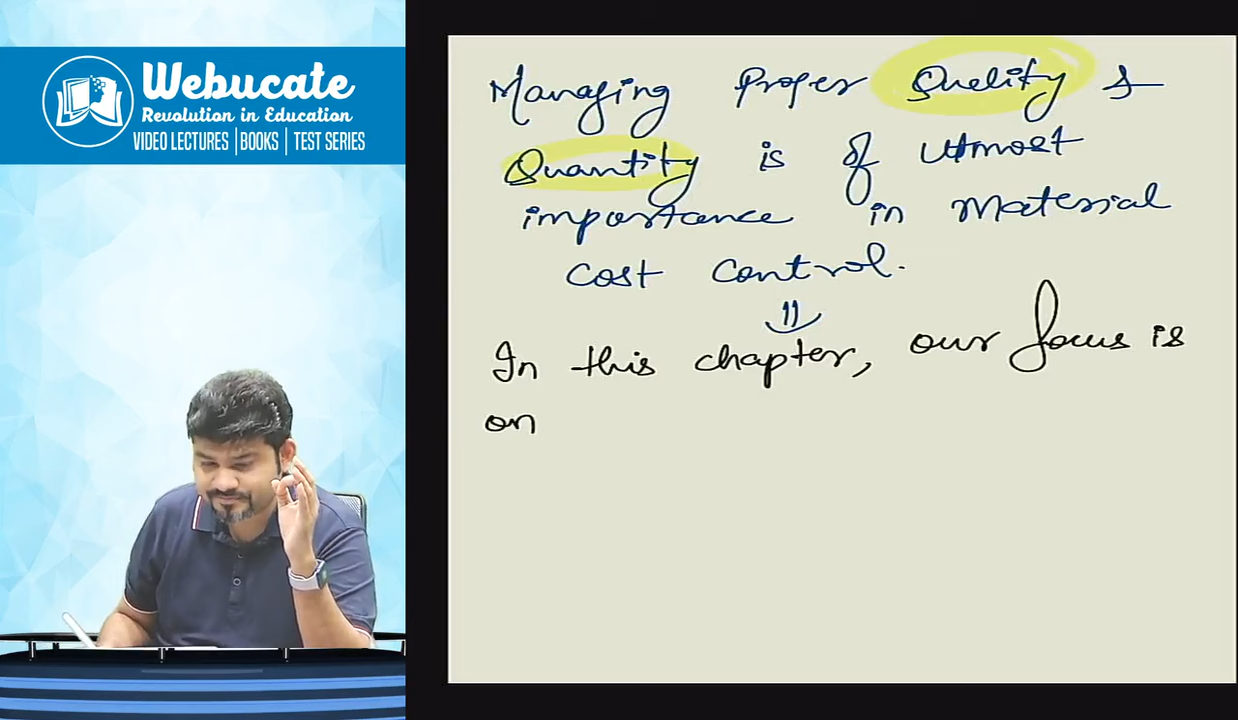 Webucate
Revolution in Education
VIDEO LECTURES | BOOKS | TEST SERIES
Managing Proper Quality &
Quantity is of Utmost
importance in Material
Cost Control.
In this chapter, our focus is
on